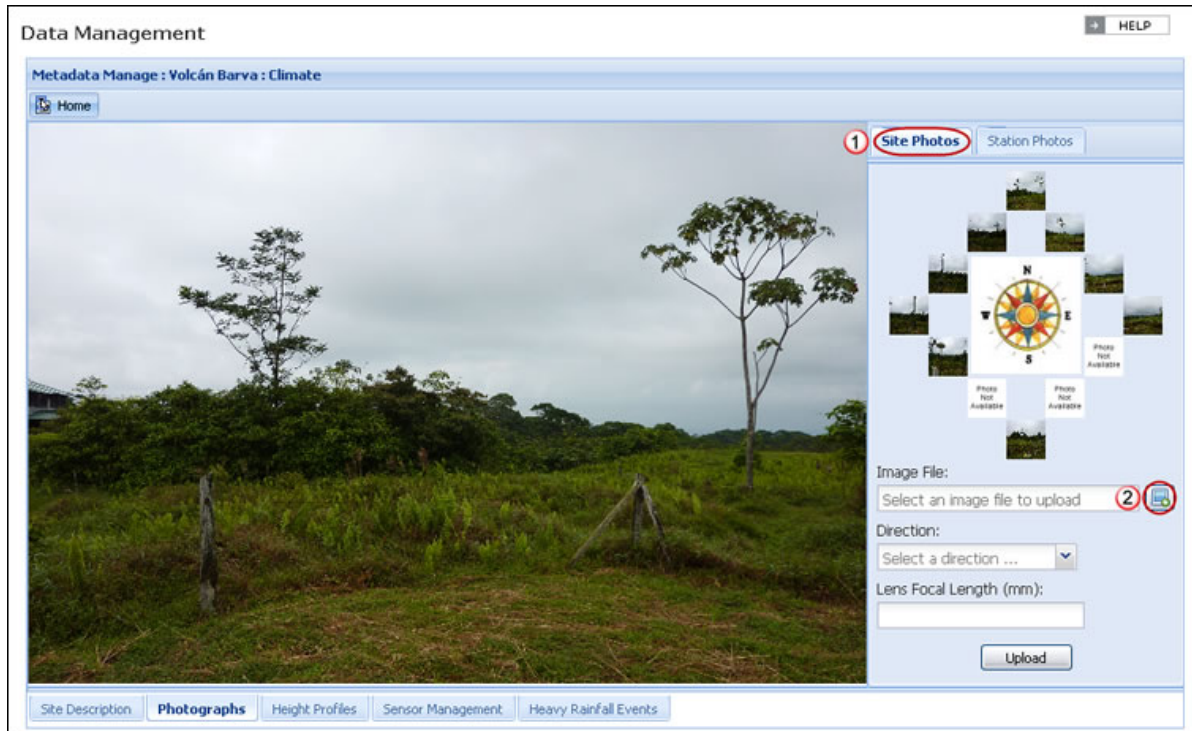 Data Management
HELP
Metadata Manage : Volcán Barva : Climate
Home
1
Site Photos
Station Photos
N
W
E
S
Photo
Not
Available
Photo
Not
Available
Photo
Not
Available
Image File:
Select an image file to upload
2
Direction:
Select a direction ...
Lens Focal Length (mm):
Upload
Site Description
Photographs
Height Profiles
Sensor Management
Heavy Rainfall Events